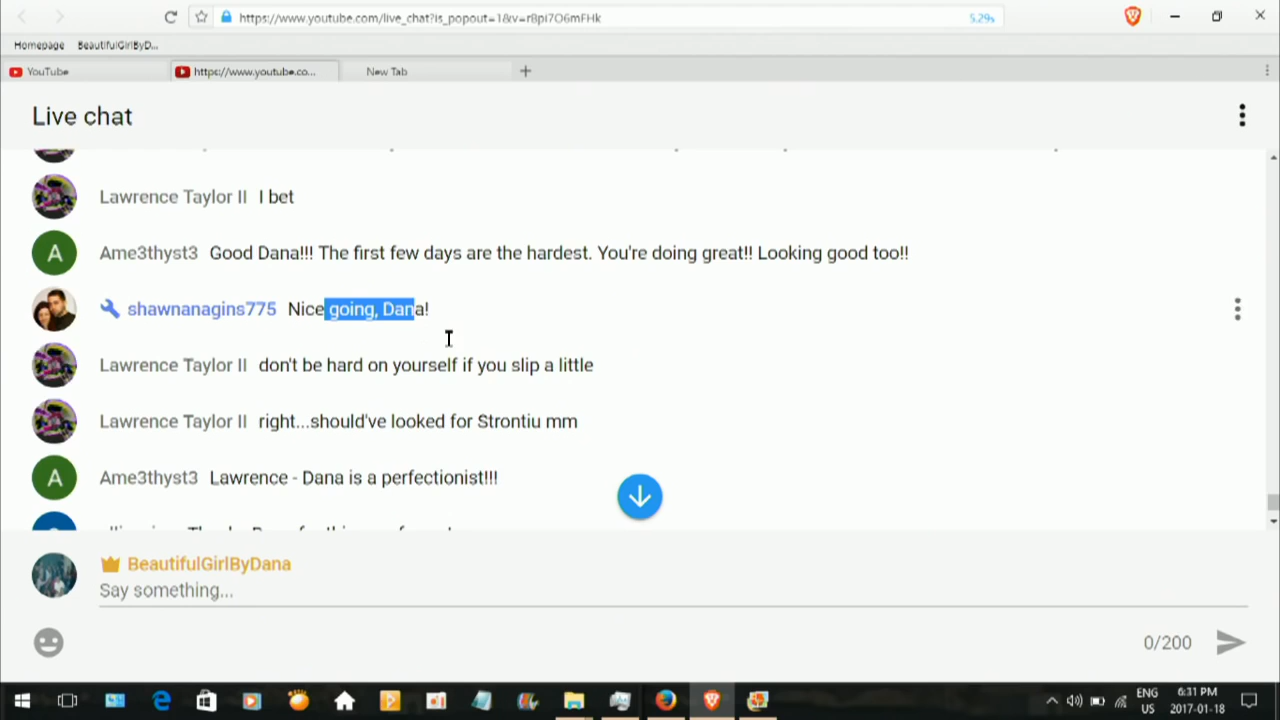 https://www.youtube.com/live_chat?is_popout=1&v=r8pi7O6mFHk
5.29s
Homepage BeautifulGirlByD...
YouTube https://www.youtube.co... New Tab
Live chat
Lawrence Taylor II I bet
Ame3thyst3 Good Dana!!! The first few days are the hardest. You're doing great!! Looking good too!!
shawnanagins775 Nice going, Dana!
Lawrence Taylor II don't be hard on yourself if you slip a little
Lawrence Taylor II right...should've looked for Strontiu mm
A
Ame3thyst3 Lawrence - Dana is a perfectionist!!!
BeautifulGirlByDana
Say something...
0/200
ENG 6:31 PM
US 2017-01-18